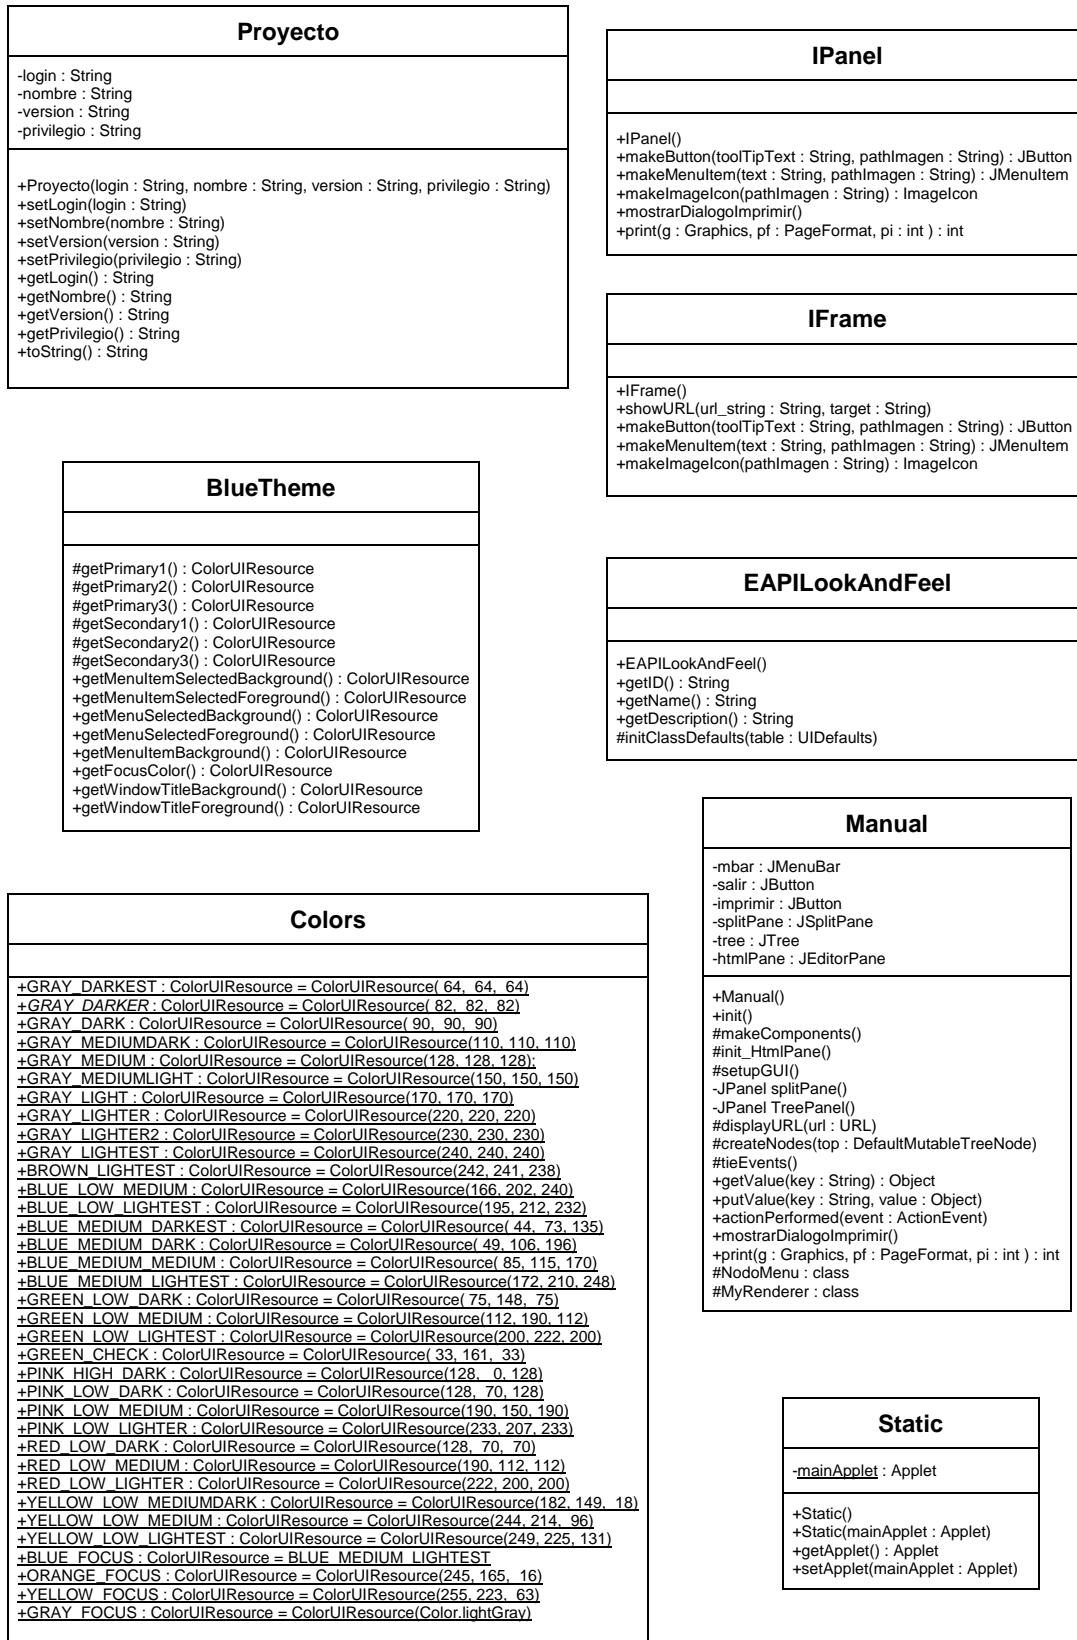 Proyecto
-login : String
-nombre : String
-version : String
-privilegio : String
+Proyecto(login : String, nombre : String, version : String, privilegio : String)
+setLogin(login : String)
+setNombre(nombre : String)
+setVersion(version : String)
+setPrivilegio(privilegio : String)
+getLogin() : String
+getNombre() : String
+getVersion() : String
+getPrivilegio() : String
+toString() : String
IPanel
+IPanel()
+makeButton(toolTipText : String, pathImagen : String) : JButton
+makeMenuItem(text : String, pathImagen : String) : JMenuItem
+makeImageIcon(pathImagen : String) : ImageIcon
+mostrarDialogoImprimir()
+print(g : Graphics, pf : PageFormat, pi : int ) : int
IFrame
+IFrame()
+showURL(url_string : String, target : String)
+makeButton(toolTipText : String, pathImagen : String) : JButton
+makeMenuItem(text : String, pathImagen : String) : JMenuItem
+makeImageIcon(pathImagen : String) : ImageIcon
BlueTheme
#getPrimary1() : ColorUIResource
#getPrimary2() : ColorUIResource
#getPrimary3() : ColorUIResource
#getSecondary1() : ColorUIResource
#getSecondary2() : ColorUIResource
#getSecondary3() : ColorUIResource
+getMenuItemSelectedBackground() : ColorUIResource
+getMenuItemSelectedForeground() : ColorUIResource
+getMenuSelectedBackground() : ColorUIResource
+getMenuSelectedForeground() : ColorUIResource
+getMenuItemBackground() : ColorUIResource
+getFocusColor() : ColorUIResource
+getWindowTitleBackground() : ColorUIResource
+getWindowTitleForeground() : ColorUIResource
EAPILookAndFeel
+EAPILookAndFeel()
+getID() : String
+getName() : String
+getDescription() : String
#initClassDefaults(table : UIDefaults)
Manual
-mbar : JMenuBar
-salir : JButton
-imprimir : JButton
-splitPane : JSplitPane
-tree : JTree
-htmlPane : JEditorPane
+Manual()
+init()
#makeComponents()
#init_HtmlPane()
#setupGUI()
-JPanel splitPane()
-JPanel TreePanel()
#displayURL(url : URL)
#createNodes(top : DefaultMutableTreeNode)
#tieEvents()
+getValue(key : String) : Object
+putValue(key : String, value : Object)
+actionPerformed(event : ActionEvent)
+mostrarDialogoImprimir()
+print(g : Graphics, pf : PageFormat, pi : int ) : int
#NodoMenu : class
#MyRenderer : class
Colors
+GRAY_DARKEST : ColorUIResource = ColorUIResource( 64,  64,  64)
+GRAY_DARKER : ColorUIResource = ColorUIResource( 82,  82,  82)
+GRAY_DARK : ColorUIResource = ColorUIResource( 90,  90,  90)
+GRAY_MEDIUMDARK : ColorUIResource = ColorUIResource(110, 110, 110)
+GRAY_MEDIUM : ColorUIResource = ColorUIResource(128, 128, 128);
+GRAY_MEDIUMLIGHT : ColorUIResource = ColorUIResource(150, 150, 150)
+GRAY_LIGHT : ColorUIResource = ColorUIResource(170, 170, 170)
+GRAY_LIGHTER : ColorUIResource = ColorUIResource(220, 220, 220)
+GRAY_LIGHTER2 : ColorUIResource = ColorUIResource(230, 230, 230)
+GRAY_LIGHTEST : ColorUIResource = ColorUIResource(240, 240, 240)
+BROWN_LIGHTEST : ColorUIResource = ColorUIResource(242, 241, 238)
+BLUE_LOW_MEDIUM : ColorUIResource = ColorUIResource(166, 202, 240)
+BLUE_LOW_LIGHTEST : ColorUIResource = ColorUIResource(195, 212, 232)
+BLUE_MEDIUM_DARKEST : ColorUIResource = ColorUIResource( 44,  73, 135)
+BLUE_MEDIUM_DARK : ColorUIResource = ColorUIResource( 49, 106, 196)
+BLUE_MEDIUM_MEDIUM : ColorUIResource = ColorUIResource( 85, 115, 170)
+BLUE_MEDIUM_LIGHTEST : ColorUIResource = ColorUIResource(172, 210, 248)
+GREEN_LOW_DARK : ColorUIResource = ColorUIResource( 75, 148,  75)
+GREEN_LOW_MEDIUM : ColorUIResource = ColorUIResource(112, 190, 112)
+GREEN_LOW_LIGHTEST : ColorUIResource = ColorUIResource(200, 222, 200)
+GREEN_CHECK : ColorUIResource = ColorUIResource( 33, 161,  33)
+PINK_HIGH_DARK : ColorUIResource = ColorUIResource(128,   0, 128)
+PINK_LOW_DARK : ColorUIResource = ColorUIResource(128,  70, 128)
+PINK_LOW_MEDIUM : ColorUIResource = ColorUIResource(190, 150, 190)
+PINK_LOW_LIGHTER : ColorUIResource = ColorUIResource(233, 207, 233)
+RED_LOW_DARK : ColorUIResource = ColorUIResource(128,  70,  70)
+RED_LOW_MEDIUM : ColorUIResource = ColorUIResource(190, 112, 112)
+RED_LOW_LIGHTER : ColorUIResource = ColorUIResource(222, 200, 200)
+YELLOW_LOW_MEDIUMDARK : ColorUIResource = ColorUIResource(182, 149,  18)
+YELLOW_LOW_MEDIUM : ColorUIResource = ColorUIResource(244, 214,  96)
+YELLOW_LOW_LIGHTEST : ColorUIResource = ColorUIResource(249, 225, 131)
+BLUE_FOCUS : ColorUIResource = BLUE_MEDIUM_LIGHTEST
+ORANGE_FOCUS : ColorUIResource = ColorUIResource(245, 165,  16)
+YELLOW_FOCUS : ColorUIResource = ColorUIResource(255, 223,  63)
+GRAY_FOCUS : ColorUIResource = ColorUIResource(Color.lightGray)
Static
-mainApplet : Applet
+Static()
+Static(mainApplet : Applet)
+getApplet() : Applet
+setApplet(mainApplet : Applet)